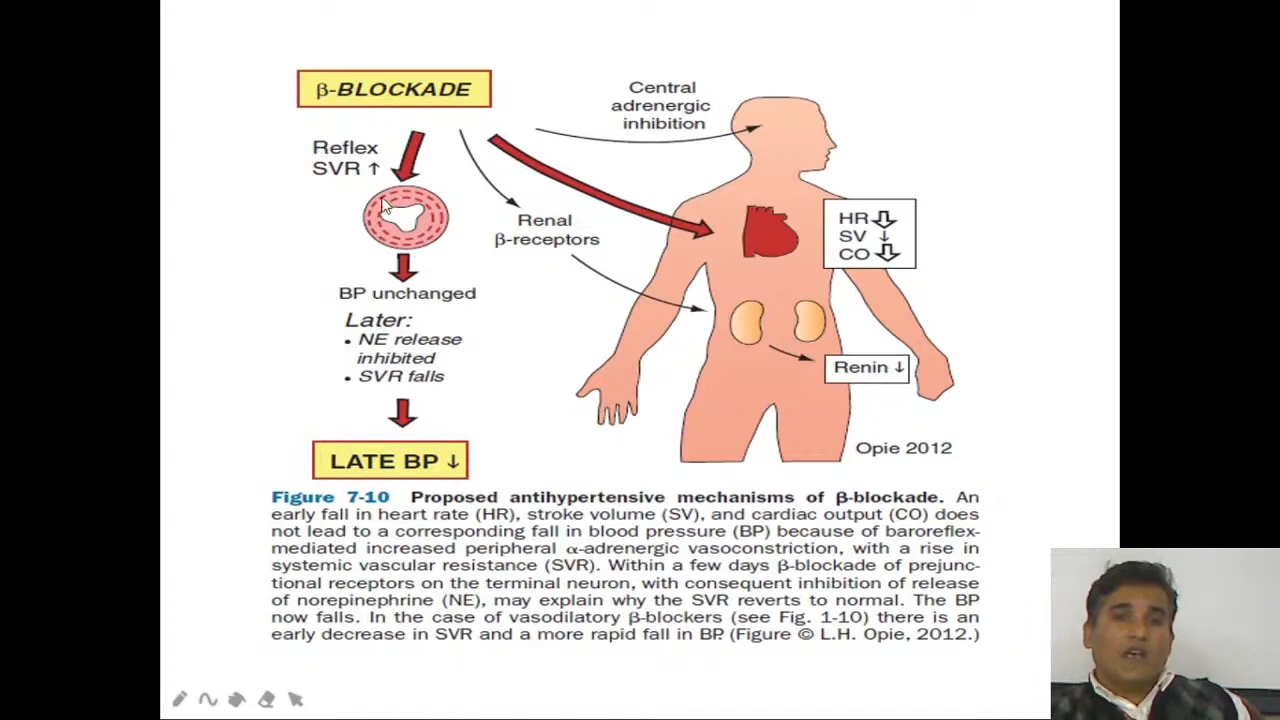 β-BLOCKADE
Central
adrenergic
inhibition
Reflex
SVR ↑
Renal
β-receptors
HR ⇩
SV ↓
CO ⇩
BP unchanged
Later:
• NE release
inhibited
• SVR falls
Renin ↓
LATE BP ↓
Opie 2012
Figure 7-10 Proposed antihypertensive mechanisms of β-blockade. An
early fall in heart rate (HR), stroke volume (SV), and cardiac output (CO) does
not lead to a corresponding fall in blood pressure (BP) because of baroreflex-
mediated increased peripheral α-adrenergic vasoconstriction, with a rise in
systemic vascular resistance (SVR). Within a few days β-blockade of prejunc-
tional receptors on the terminal neuron, with consequent inhibition of release
of norepinephrine (NE), may explain why the SVR reverts to normal. The BP
now falls. In the case of vasodilatory β-blockers (see Fig. 1-10) there is an
early decrease in SVR and a more rapid fall in BP. (Figure © L.H. Opie, 2012.)